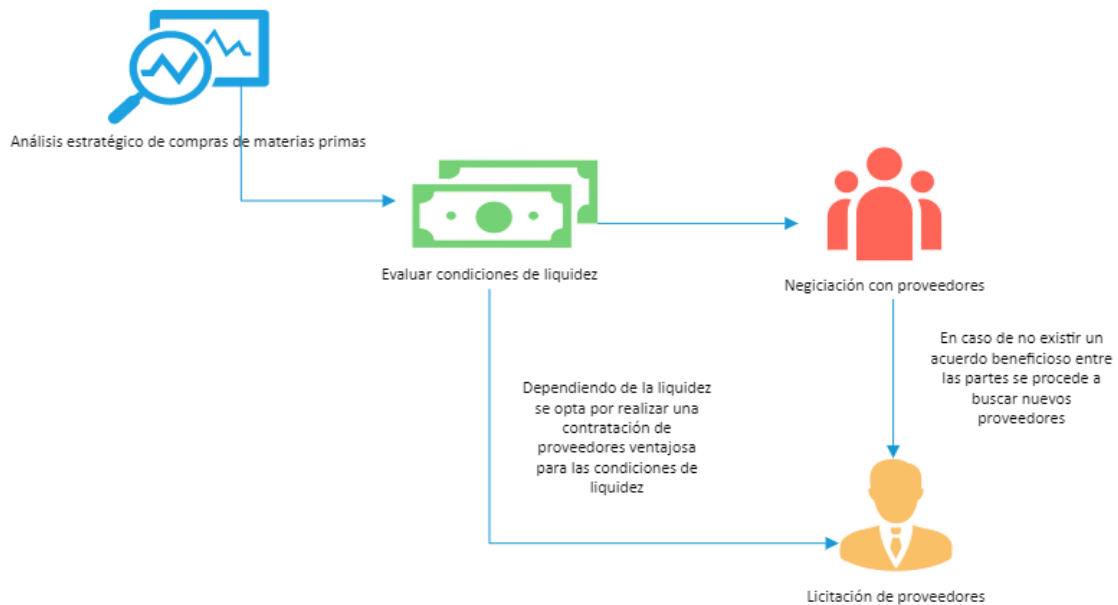 Análisis estratégico de compras de materias primas
Evaluar condiciones de liquidez
Negiciación con proveedores
En caso de no existir un
acuerdo beneficioso entre
las partes se procede a
buscar nuevos
proveedores
Dependiendo de la liquidez
se opta por realizar una
contratación de
proveedores ventajosa
para las condiciones de
liquidez
Licitación de proveedores